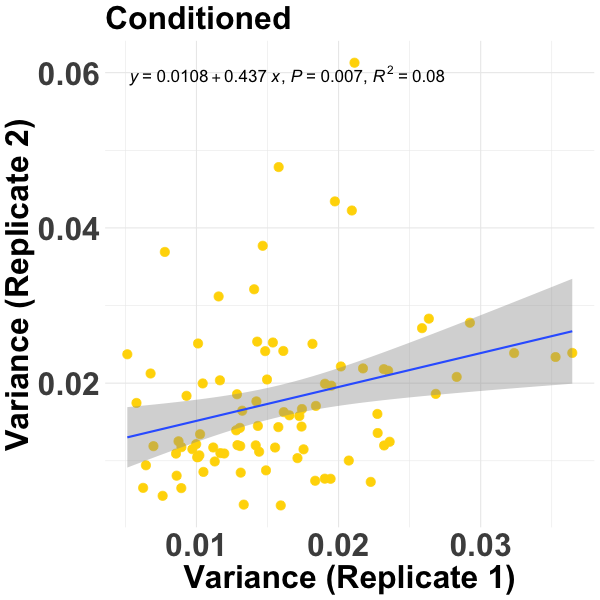 Conditioned
y = 0.0108 + 0.437 x, P = 0.007, R² = 0.08
0.06
0.04
0.02
Variance (Replicate 2)
0.01 0.02 0.03
Variance (Replicate 1)